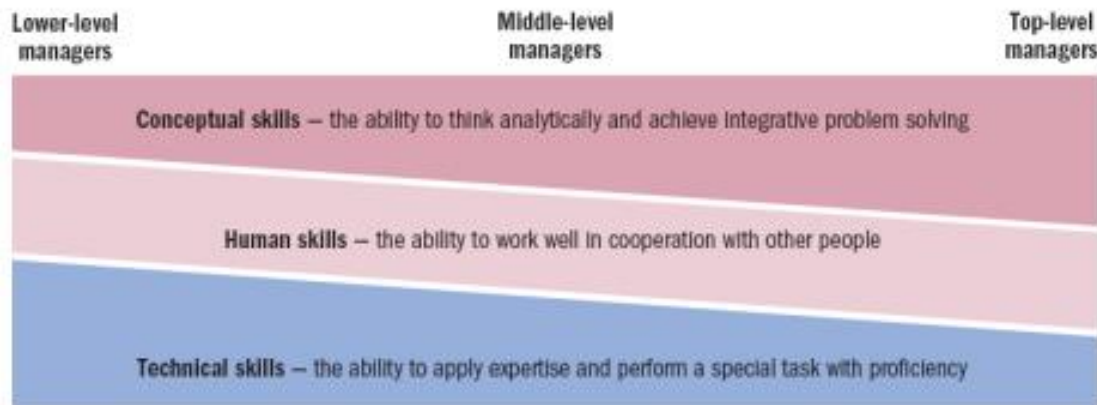 Lower-level
managers
Middle-level
managers
Top-level
managers
Conceptual skills — the ability to think analytically and achieve integrative problem solving
Human skills — the ability to work well in cooperation with other people
Technical skills — the ability to apply expertise and perform a special task with proficiency